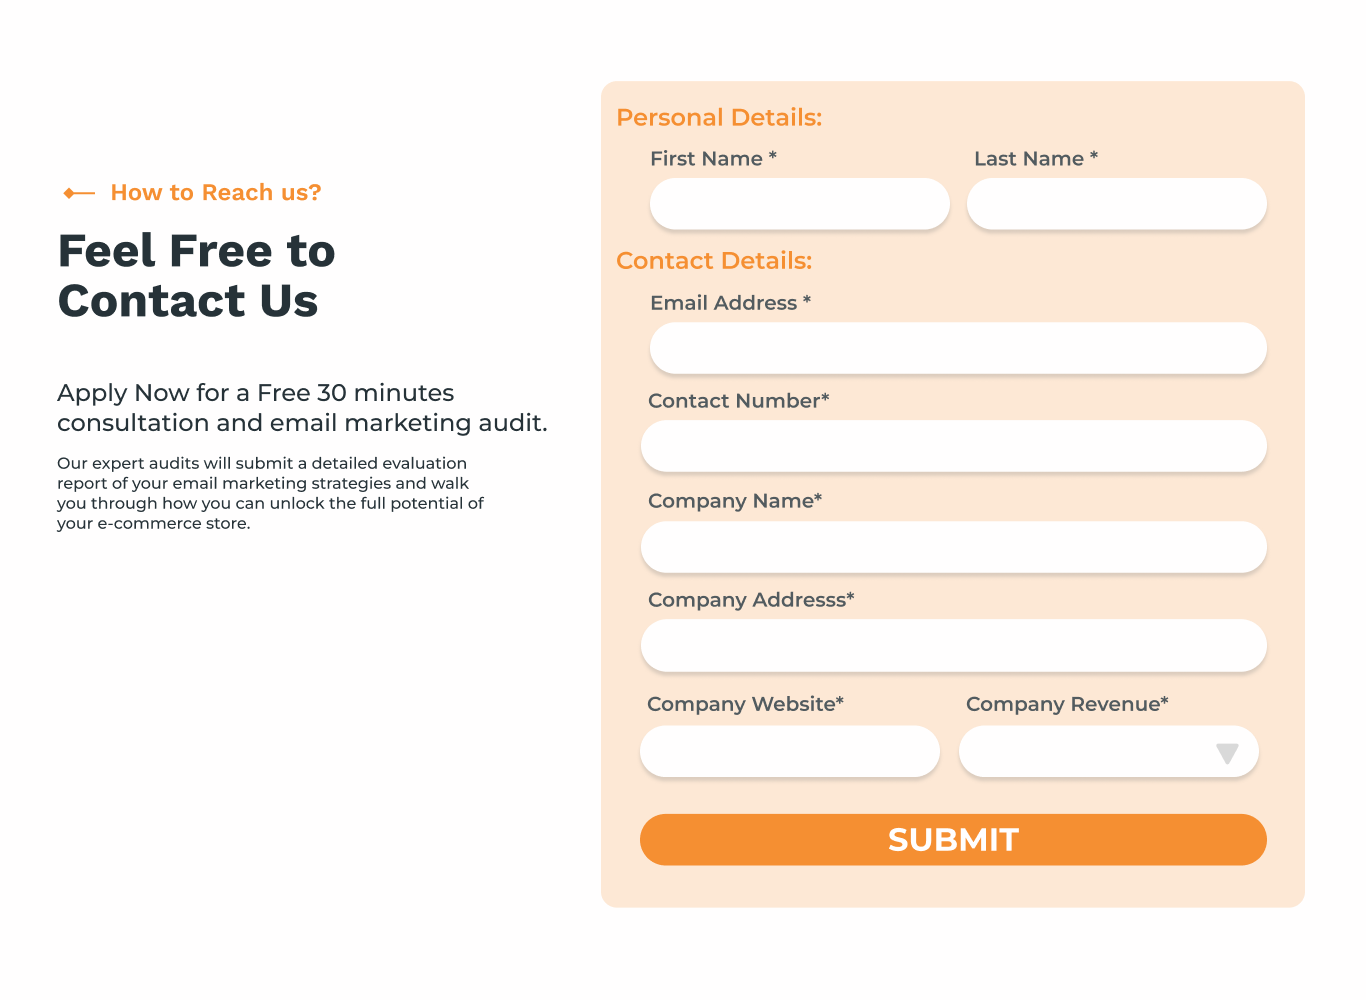 How to Reach us?
Feel Free to
Contact Us
Apply Now for a Free 30 minutes
consultation and email marketing audit.
Our expert audits will submit a detailed evaluation
report of your email marketing strategies and walk
you through how you can unlock the full potential of
your e-commerce store.
Personal Details:
First Name *
Last Name *
Contact Details:
Email Address *
Contact Number*
Company Name*
Company Addresss*
Company Website*
Company Revenue*
SUBMIT